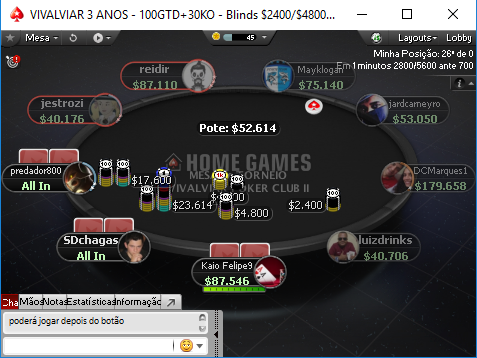 VIVALVIAR 3 ANOS - 100GTD+30KO - Blinds $2400/$4800...
Mesa
45
Layouts
Lobby
Minha Posição: 26ª de 0
Em 1 minutos 2800/5600 ante 700
reidir
$87.110
Mayklogan
$75.140
jestrozi
$40.176
jardcameyro
$53.050
Pote: $52.614
HOME GAMES
predador800
All In
DCMarques1
$179.658
$17.600
$23.614
$4.800
$2.400
SDchagas
All In
luizdrinks
$40.706
Kaio Felipe9
$87.546
Cha Mãos Notas Estatísticas Informaçã
poderá jogar depois do botão